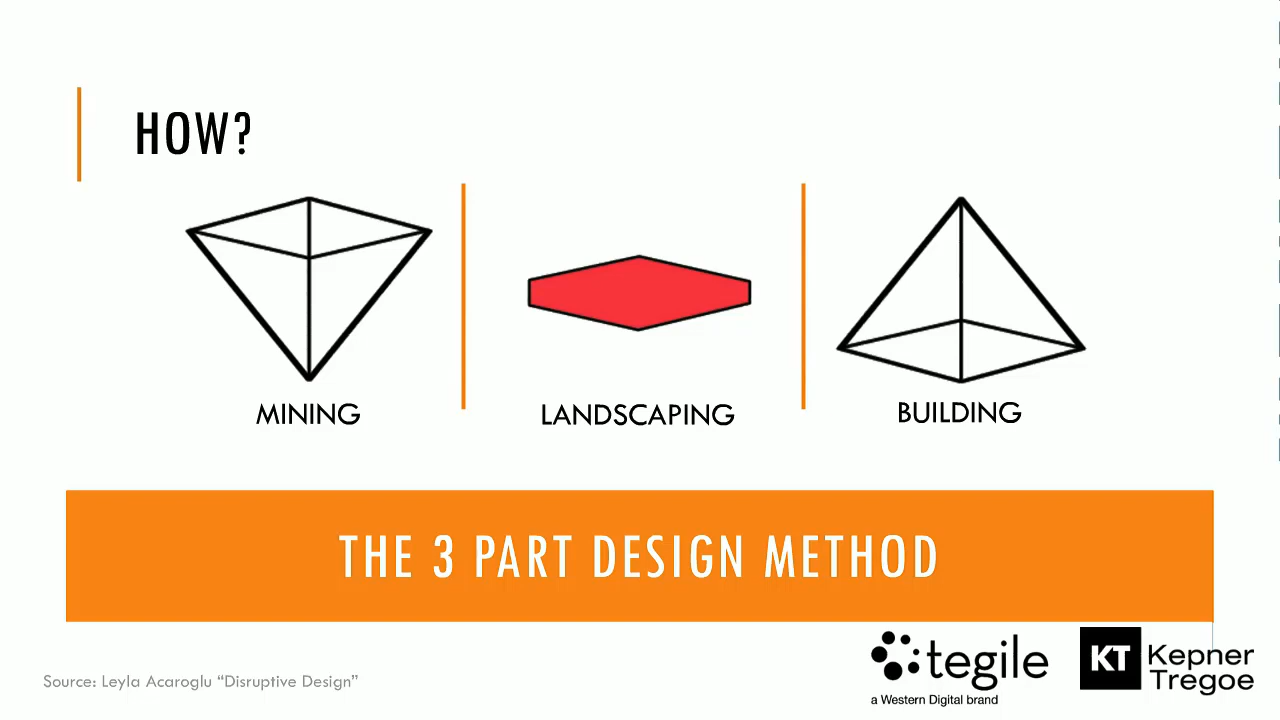 HOW?
MINING
LANDSCAPING
BUILDING
THE 3 PART DESIGN METHOD
Source: Leyla Acaroglu “Disruptive Design”
tegile
a Western Digital brand
KT
Kepner
Tregoe